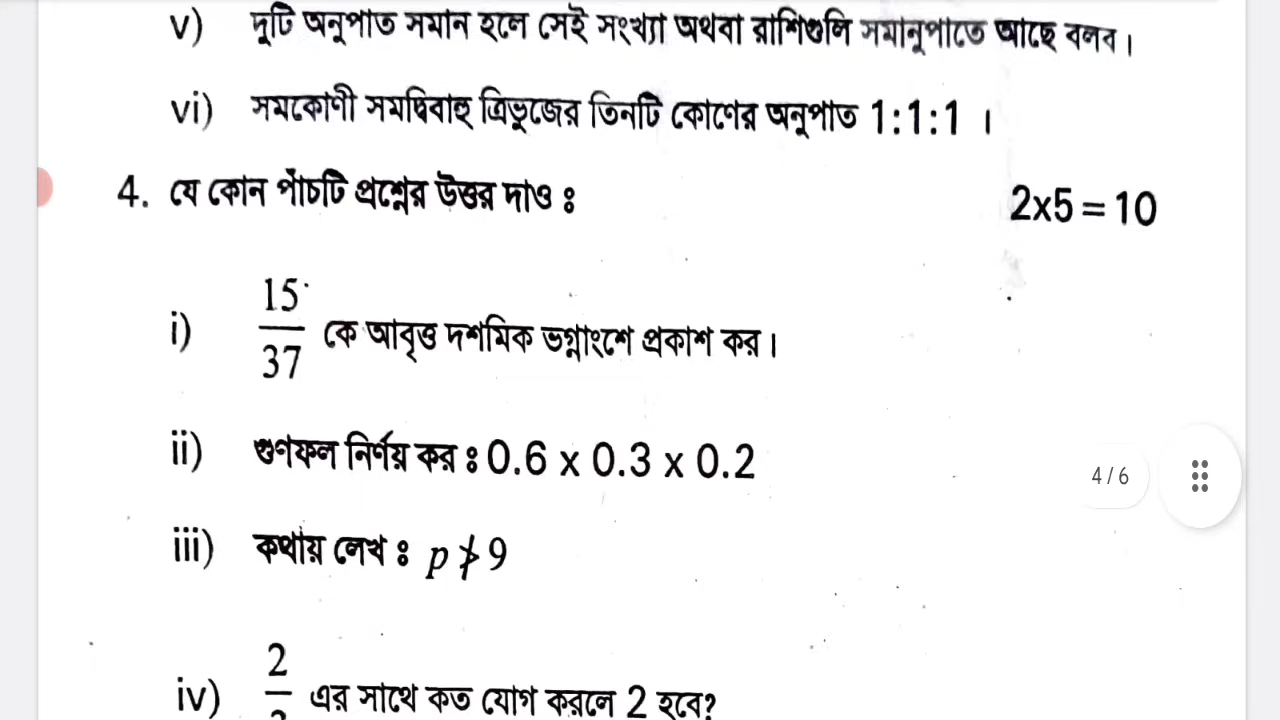 v) দুটি অনুপাত সমান হলে সেই সংখ্যা অথবা রাশিগুলি সমানুপাতে আছে বলব।
vi) সমকোণী সমদ্বিবাহু ত্রিভুজের তিনটি কোণের অনুপাত 1:1:1 ।
4. যে কোন পাঁচটি প্রশ্নের উত্তর দাও ঃ 2x5 = 10
i) 15/37 কে আবৃত্ত দশমিক ভগ্নাংশে প্রকাশ কর।
ii) গুণফল নির্ণয় কর ঃ 0.6 x 0.3 x 0.2
4 / 6
iii) কথায় লেখ ঃ p ≯ 9
iv) 2 এর সাথে কত যোগ করলে 2 হবে?